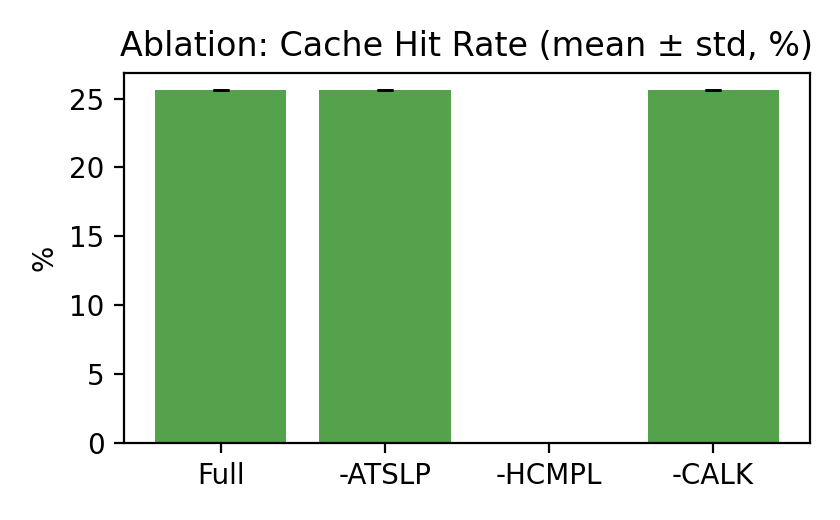 Ablation: Cache Hit Rate (mean ± std, %)
25
20
15
10
5
0
%
Full
-ATSLP
-HCMPL
-CALK